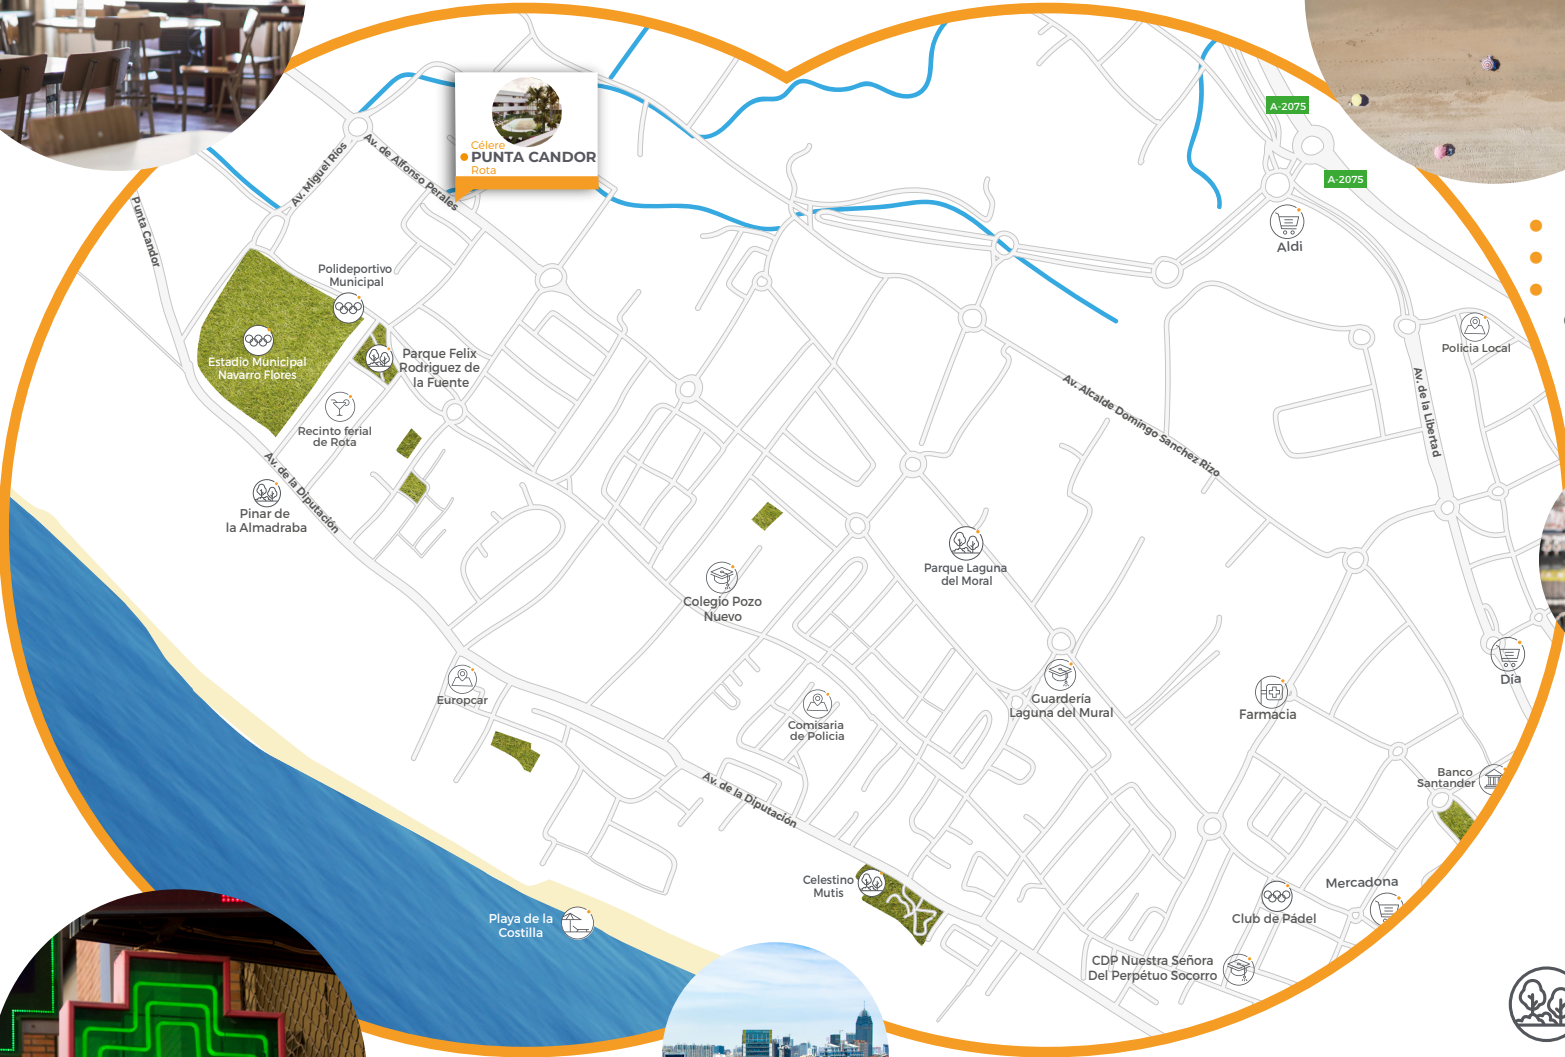 Célere
PUNTA CANDOR
Rota
A-2075
A-2075
Av. Miguel Ríos
Av. de Alfonso Perales
Punta Candor
Aldi
Polideportivo
Municipal
Estadio Municipal
Navarro Flores
Parque Felix
Rodriguez de
la Fuente
Policia Local
Recinto ferial
de Rota
Av. Alcalde Domingo Sanchez Rizo
Av. de la Libertad
Av. de la Diputación
Pinar de
la Almadraba
Parque Laguna
del Moral
Colegio Pozo
Nuevo
Europcar
Guardería
Laguna del Mural
Día
Farmacia
Comisaria
de Policia
Banco
Santander
Av. de la Diputación
Celestino
Mutis
Mercadona
Club de Pádel
Playa de la
Costilla
CDP Nuestra Señora
Del Perpétuo Socorro